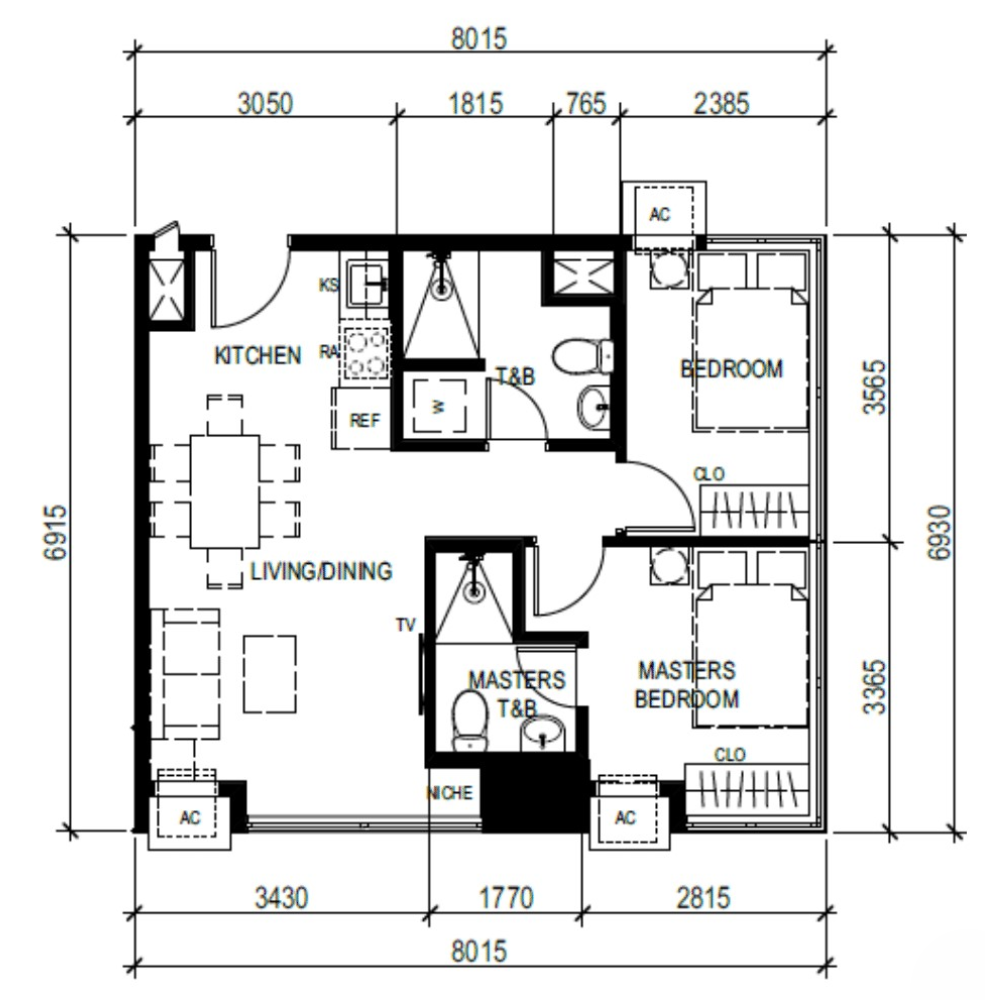 8015
3050 1815 765 2385
AC
KS
KITCHEN
RA
T&B
BEDROOM
W
REF
3565
CLO
6915
6930
LIVING/DINING
TV
MASTERS
T&B
MASTERS
BEDROOM
3365
CLO
NICHE
AC
AC
3430 1770 2815
8015